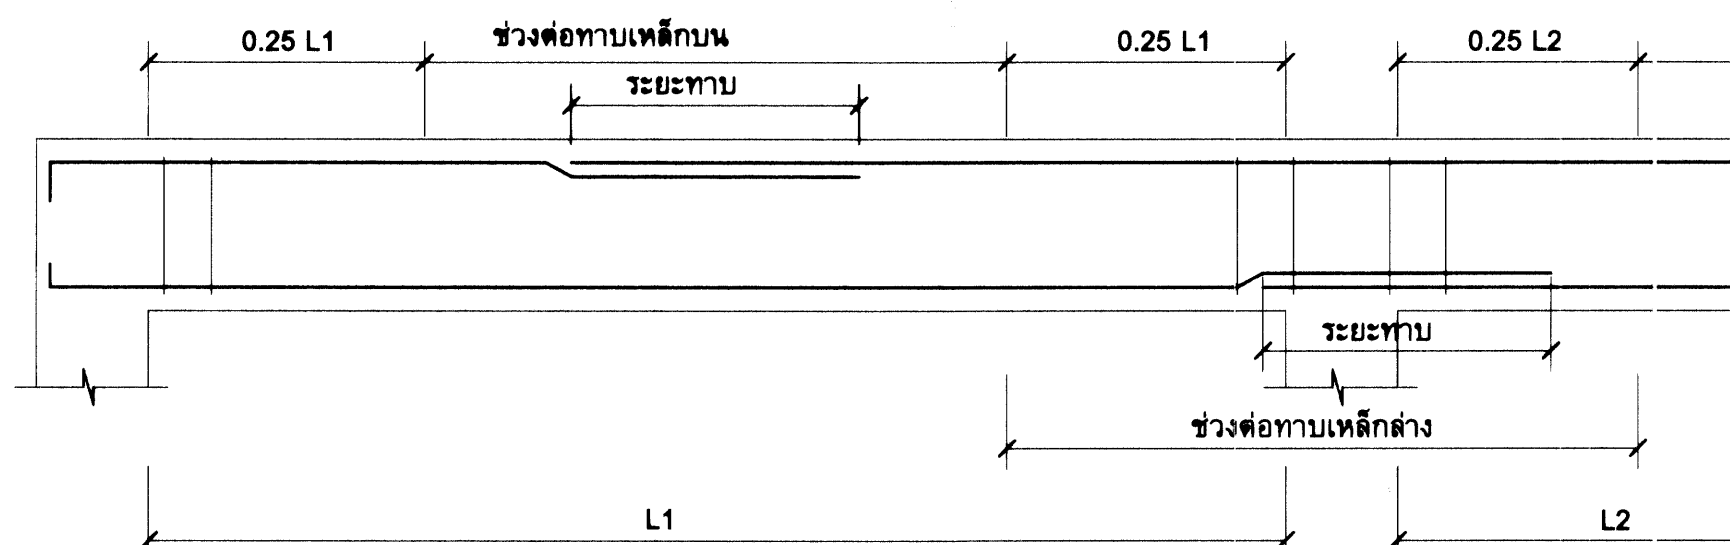 0.25 L1 ช่วงต่อทาบเหล็กบน 0.25 L1 0.25 L2
ระยะทาบ
ระยะทาบ
ช่วงต่อทาบเหล็กล่าง
L1 L2